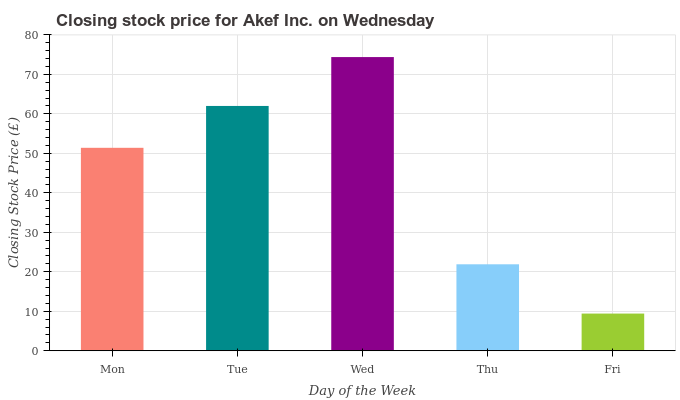 Closing stock price for Akef Inc. on Wednesday
Closing Stock Price (£)
80
70
60
50
40
30
20
10
0
Mon
Tue
Wed
Thu
Fri
Day of the Week